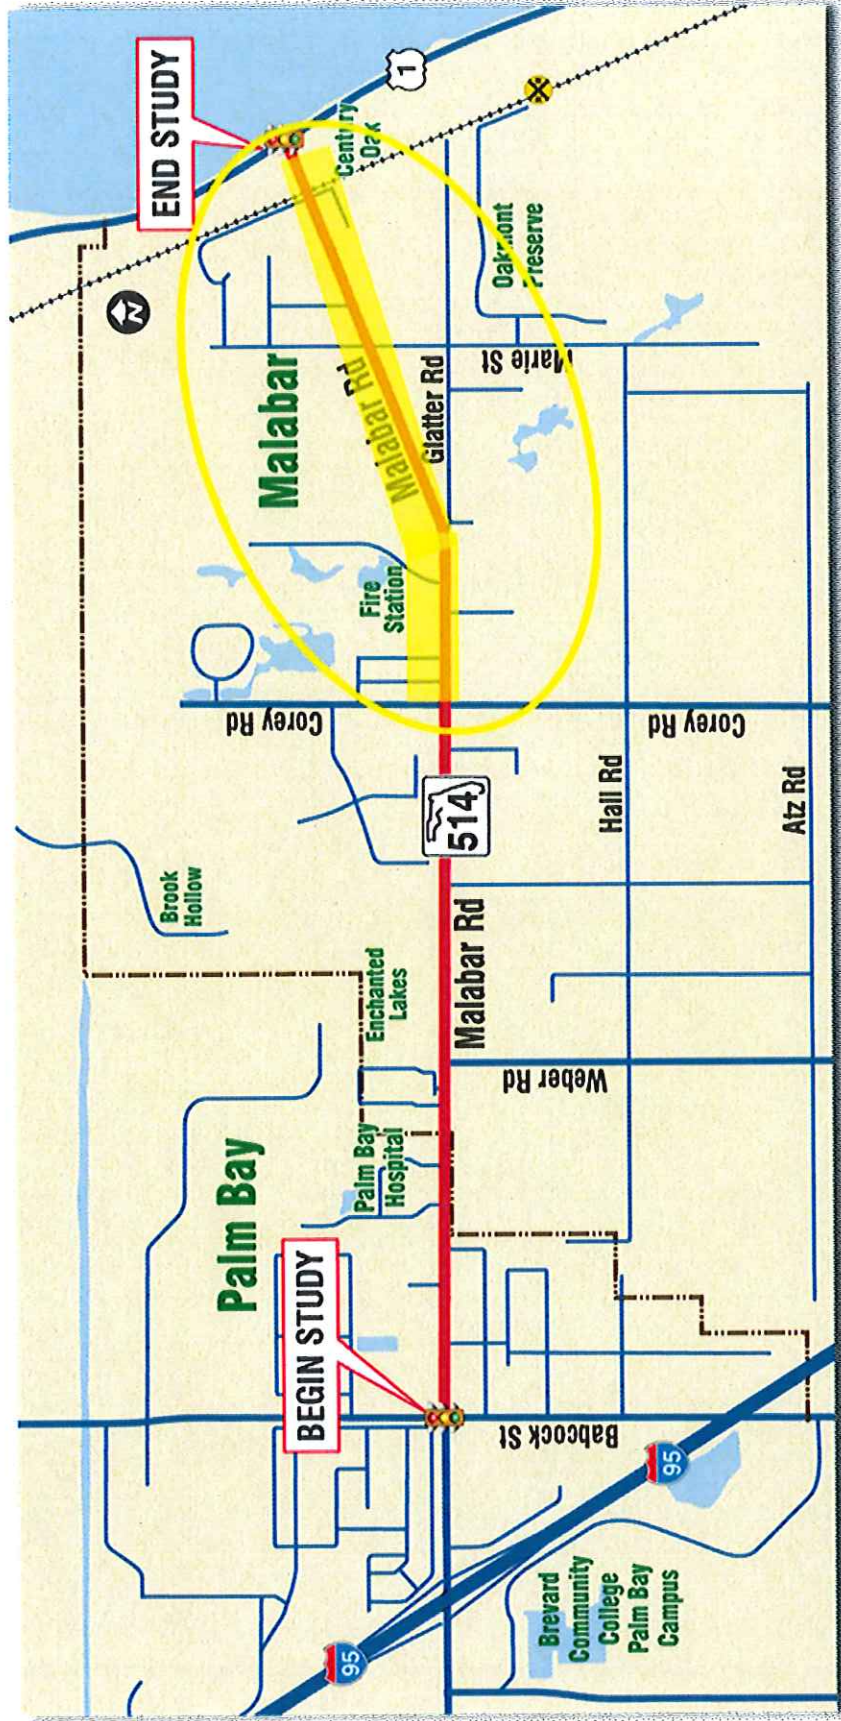 END STUDY
1
Century
Oak
N
Malabar
Malabar Rd
Glatter Rd
Marie St
Oakmont
Preserve
Fire
Station
Corey Rd
Corey Rd
514
Hall Rd
Atz Rd
Brook
Hollow
Enchanted
Lakes
Malabar Rd
Weber Rd
Palm Bay
Palm Bay
Hospital
BEGIN STUDY
Babcock St
95
95
Brevard
Community
College
Palm Bay
Campus